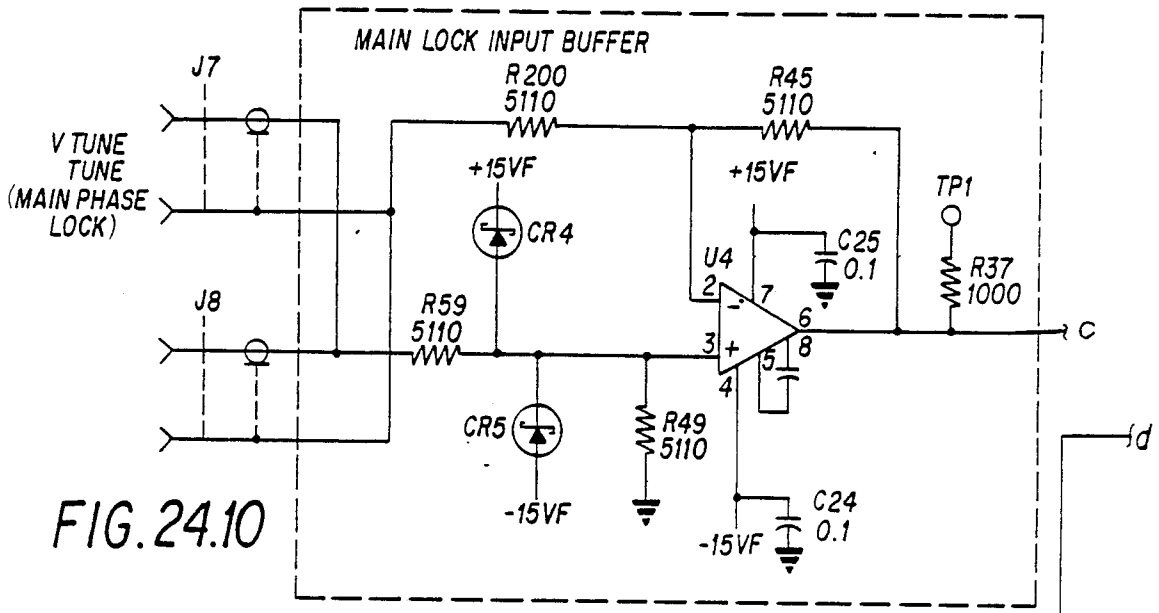 MAIN LOCK INPUT BUFFER
J7
R200
5110
R45
5110
V TUNE
TUNE
(MAIN PHASE
LOCK)
+15VF
CR4
+15VF
TP1
C25
0.1
R37
1000
U4
7
2
-
J8
R59
5110
3
+
6
8
5
4
C
CR5
R49
5110
d
-15VF
C24
0.1
-15VF
FIG. 24.10